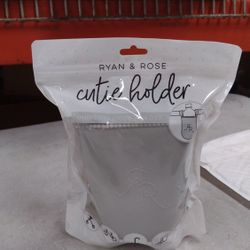 RYAN & ROSE
cutie holder